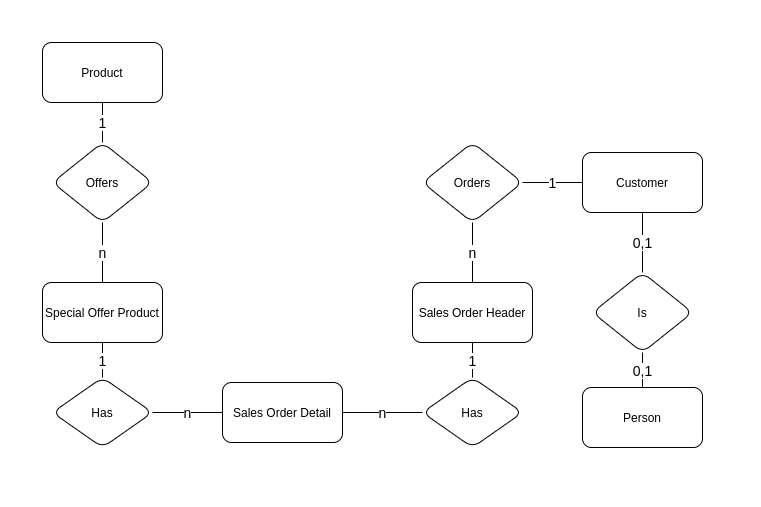 Product
1
Offers
Orders
1
Customer
n
n
0,1
Special Offer Product
Sales Order Header
Is
1
1
0,1
Has
n
Sales Order Detail
n
Has
Person